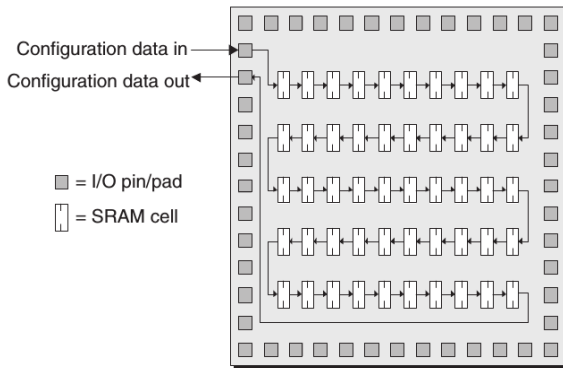 Configuration data in
Configuration data out
= I/O pin/pad
= SRAM cell